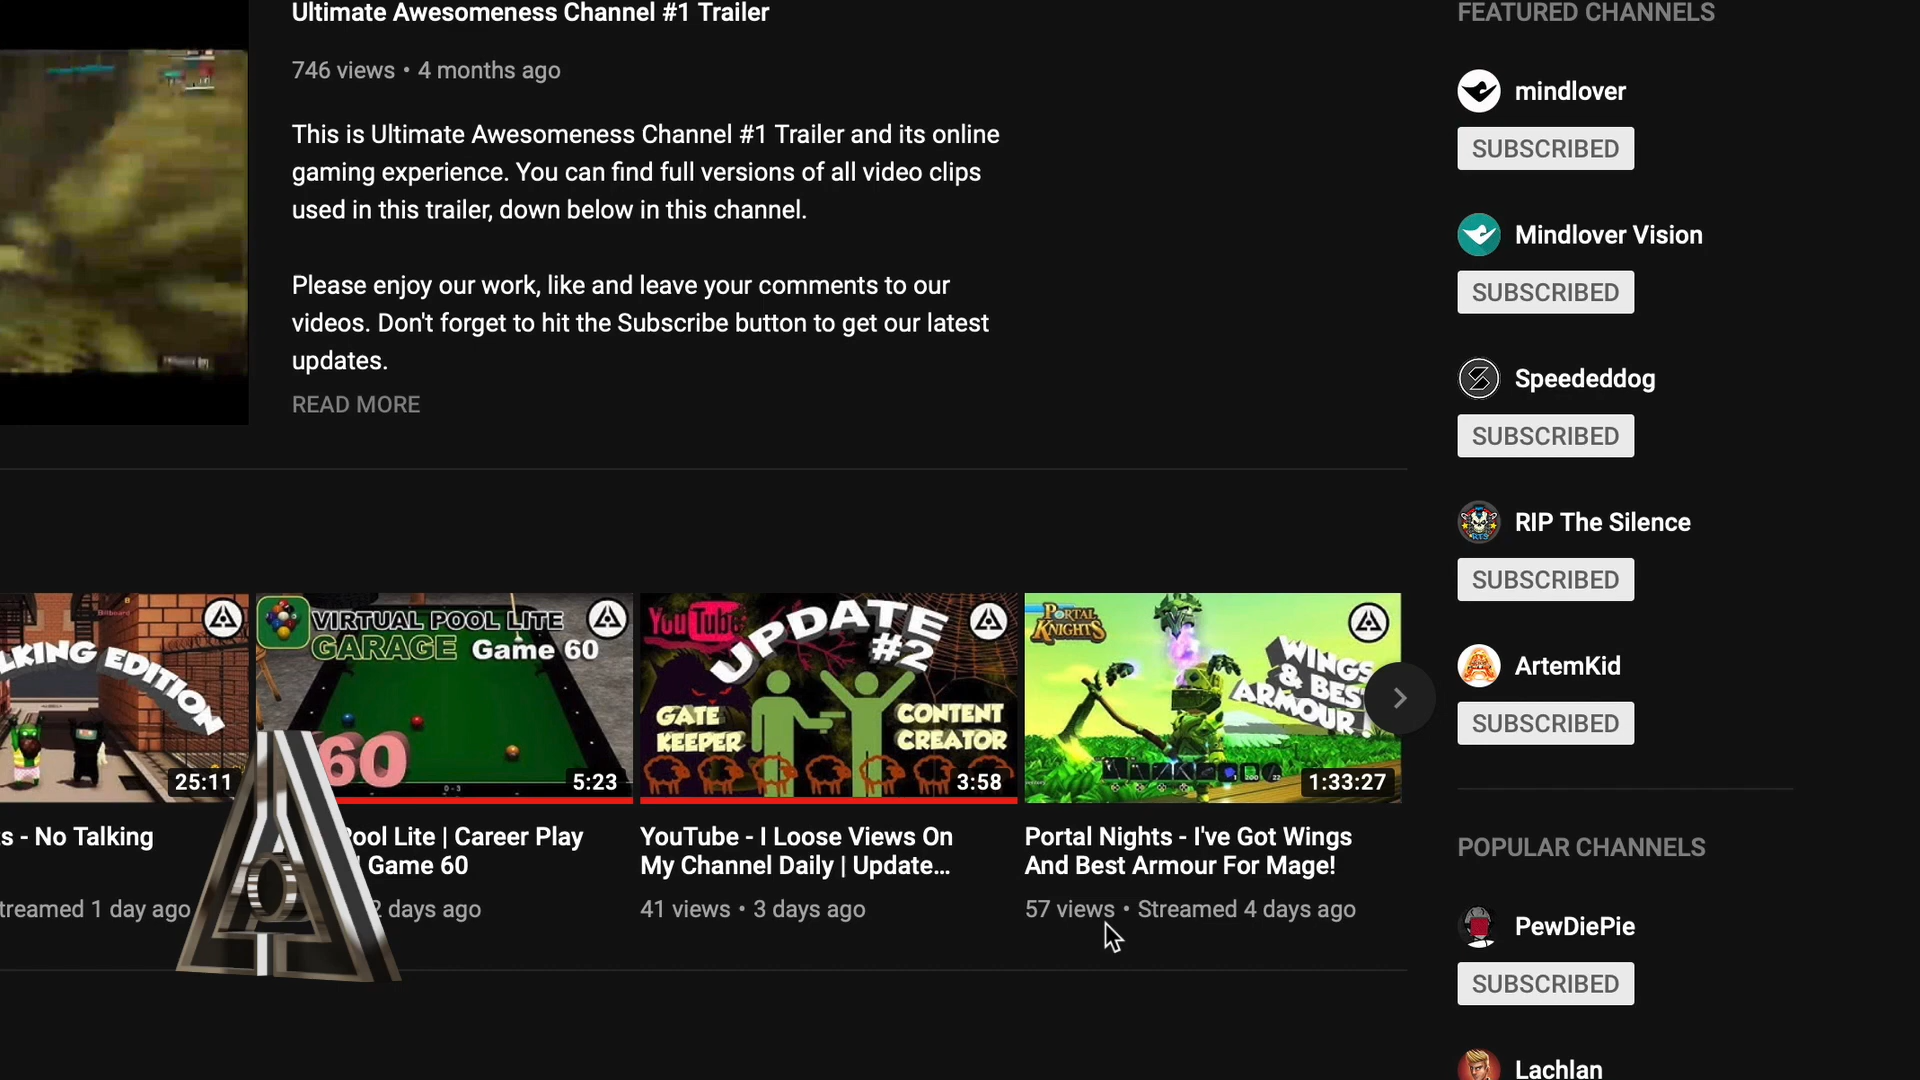 Ultimate Awesomeness Channel #1 Trailer
746 views • 4 months ago
This is Ultimate Awesomeness Channel #1 Trailer and its online
gaming experience. You can find full versions of all video clips
used in this trailer, down below in this channel.
Please enjoy our work, like and leave your comments to our
videos. Don't forget to hit the Subscribe button to get our latest
updates.
READ MORE
LKING EDITION
25:11
s - No Talking
treamed 1 day ago
VIRTUAL POOL LITE
GARAGE Game 60
60
0 - 3
5:23
ool Lite | Career Play
Game 60
2 days ago
YouTube UPDATE
#2
GATE
KEEPER
CONTENT
CREATOR
3:58
YouTube - I Loose Views On
My Channel Daily | Update...
41 views • 3 days ago
PORTAL
KNIGHTS
WINGS
& BEST
ARMOUR!
1:33:27
Portal Nights - I've Got Wings
And Best Armour For Mage!
57 views • Streamed 4 days ago
FEATURED CHANNELS
mindlover
SUBSCRIBED
Mindlover Vision
SUBSCRIBED
Speededdog
SUBSCRIBED
RIP The Silence
SUBSCRIBED
ArtemKid
SUBSCRIBED
POPULAR CHANNELS
PewDiePie
SUBSCRIBED
Lachlan